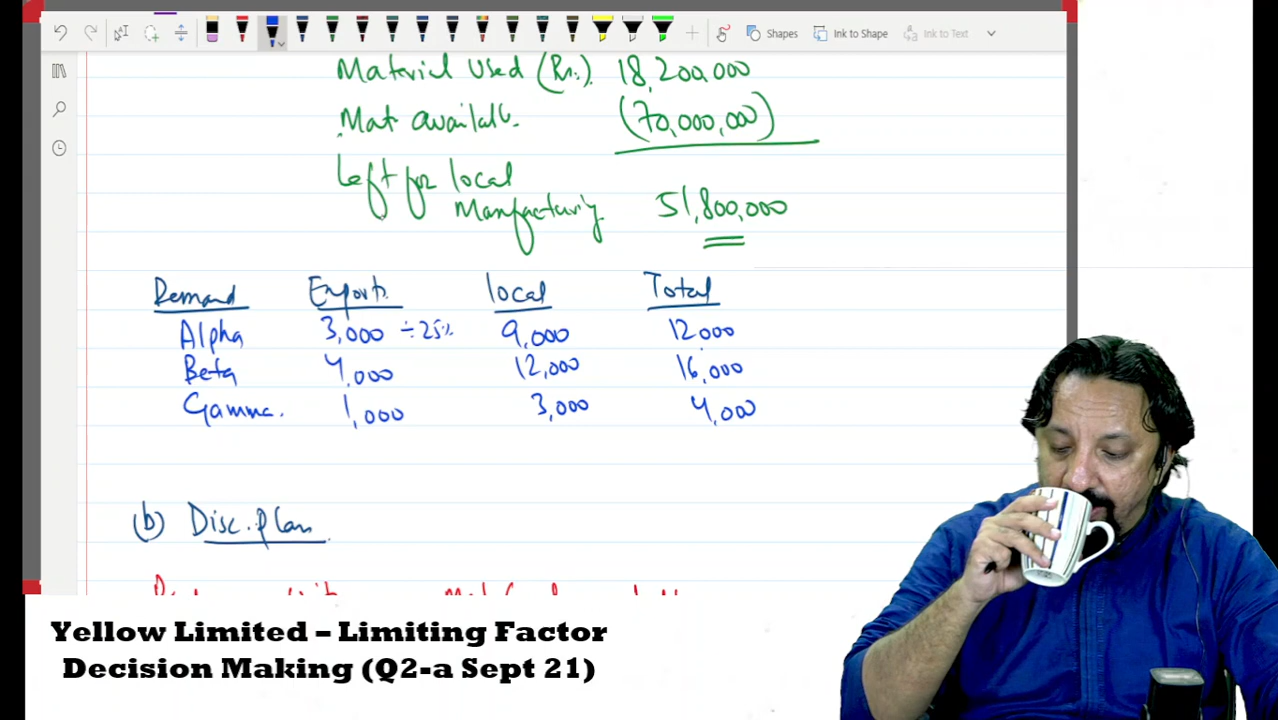 Shapes Ink to Shape Ink to Text
Material Used (Rs.) 18,200,000
Mat available (70,000,000)
Left for local
Manfacturing 51,800,000
Demand Exports local Total
Alpha 3,000 ÷25% 9,000 12,000
Beta 4,000 12,000 16,000
Gamma. 1,000 3,000 4,000
(b) Disc. plan
Yellow Limited – Limiting Factor
Decision Making (Q2-a Sept 21)